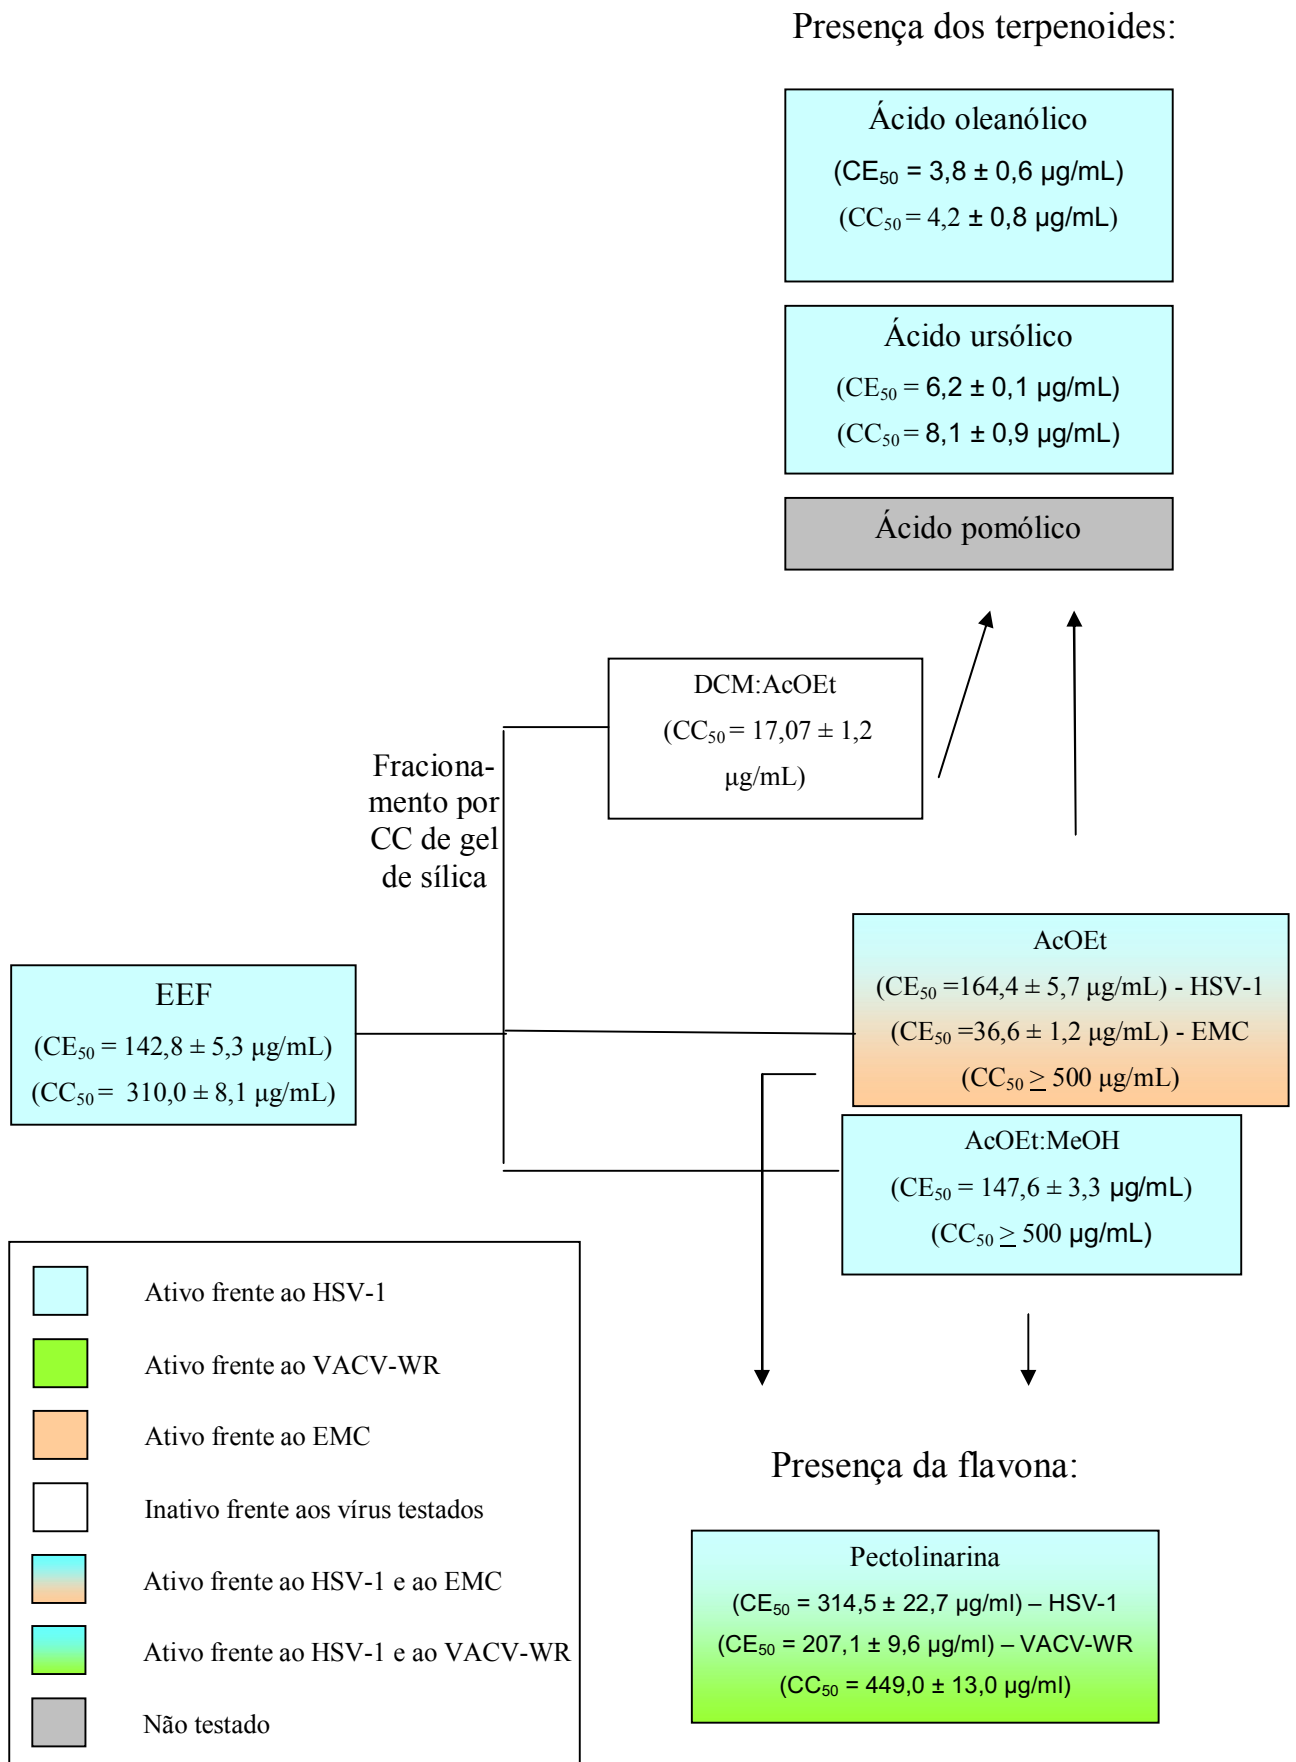 Presença dos terpenoides:
Ácido oleanólico
(CE₅₀ = 3,8 ± 0,6 µg/mL)
(CC₅₀ = 4,2 ± 0,8 µg/mL)
Ácido ursólico
(CE₅₀ = 6,2 ± 0,1 µg/mL)
(CC₅₀ = 8,1 ± 0,9 µg/mL)
Ácido pomólico
DCM:AcOEt
(CC₅₀ = 17,07 ± 1,2
µg/mL)
Fraciona-
mento por
CC de gel
de sílica
AcOEt
(CE₅₀ =164,4 ± 5,7 µg/mL) - HSV-1
(CE₅₀ =36,6 ± 1,2 µg/mL) - EMC
(CC₅₀ ≥ 500 µg/mL)
EEF
(CE₅₀ = 142,8 ± 5,3 µg/mL)
(CC₅₀ = 310,0 ± 8,1 µg/mL)
AcOEt:MeOH
(CE₅₀ = 147,6 ± 3,3 µg/mL)
(CC₅₀ ≥ 500 µg/mL)
Ativo frente ao HSV-1
Ativo frente ao VACV-WR
Ativo frente ao EMC
Inativo frente aos vírus testados
Ativo frente ao HSV-1 e ao EMC
Ativo frente ao HSV-1 e ao VACV-WR
Não testado
Presença da flavona:
Pectolinarina
(CE₅₀ = 314,5 ± 22,7 µg/ml) – HSV-1
(CE₅₀ = 207,1 ± 9,6 µg/ml) – VACV-WR
(CC₅₀ = 449,0 ± 13,0 µg/ml)